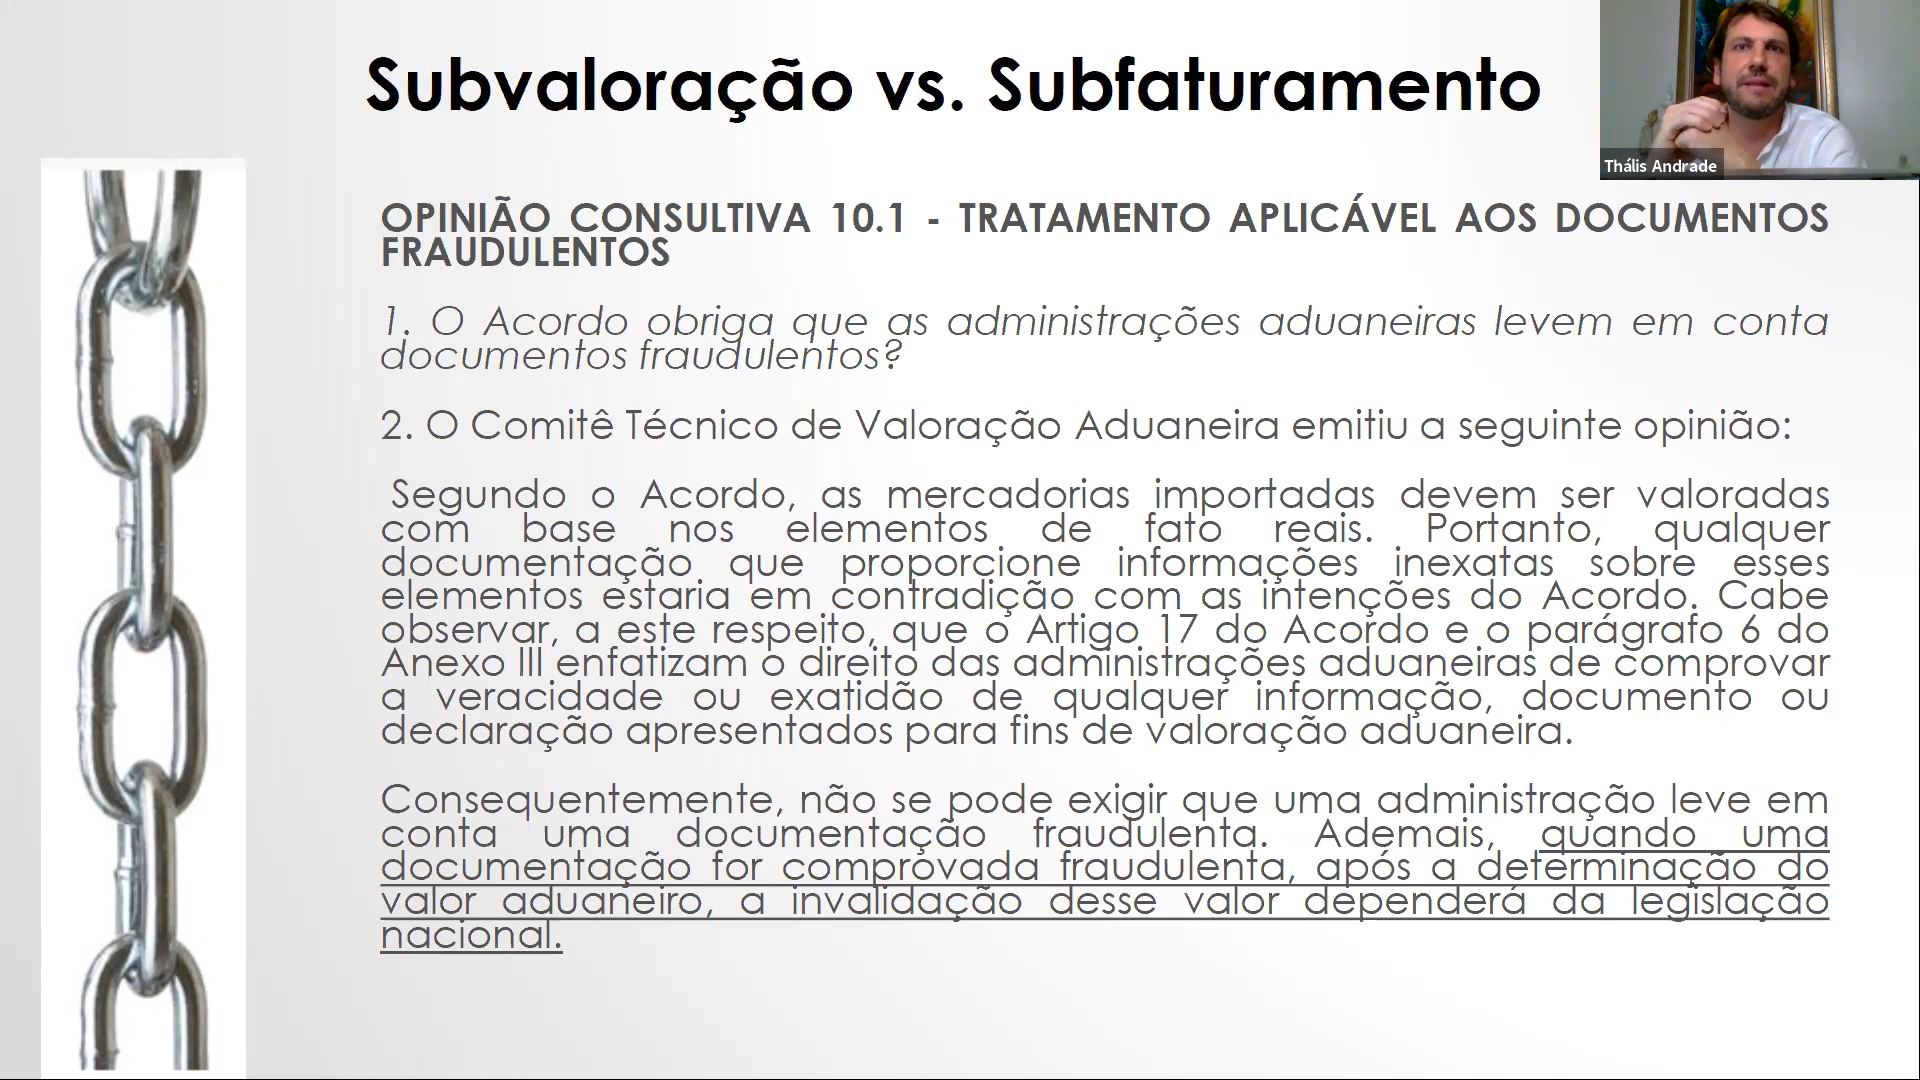 Subvaloração vs. Subfaturamento
Thális Andrade
OPINIÃO CONSULTIVA 10.1 - TRATAMENTO APLICÁVEL AOS DOCUMENTOS
FRAUDULENTOS
1. O Acordo obriga que as administrações aduaneiras levem em conta
documentos fraudulentos?
2. O Comitê Técnico de Valoração Aduaneira emitiu a seguinte opinião:
Segundo o Acordo, as mercadorias importadas devem ser valoradas
com base nos elementos de fato reais. Portanto, qualquer
documentação que proporcione informações inexatas sobre esses
elementos estaria em contradição com as intenções do Acordo. Cabe
observar, a este respeito, que o Artigo 17 do Acordo e o parágrafo 6 do
Anexo III enfatizam o direito das administrações aduaneiras de comprovar
a veracidade ou exatidão de qualquer informação, documento ou
declaração apresentados para fins de valoração aduaneira.
Consequentemente, não se pode exigir que uma administração leve em
conta uma documentação fraudulenta. Ademais, quando uma
documentação for comprovada fraudulenta, após a determinação do
valor aduaneiro, a invalidação desse valor dependerá da legislação
nacional.